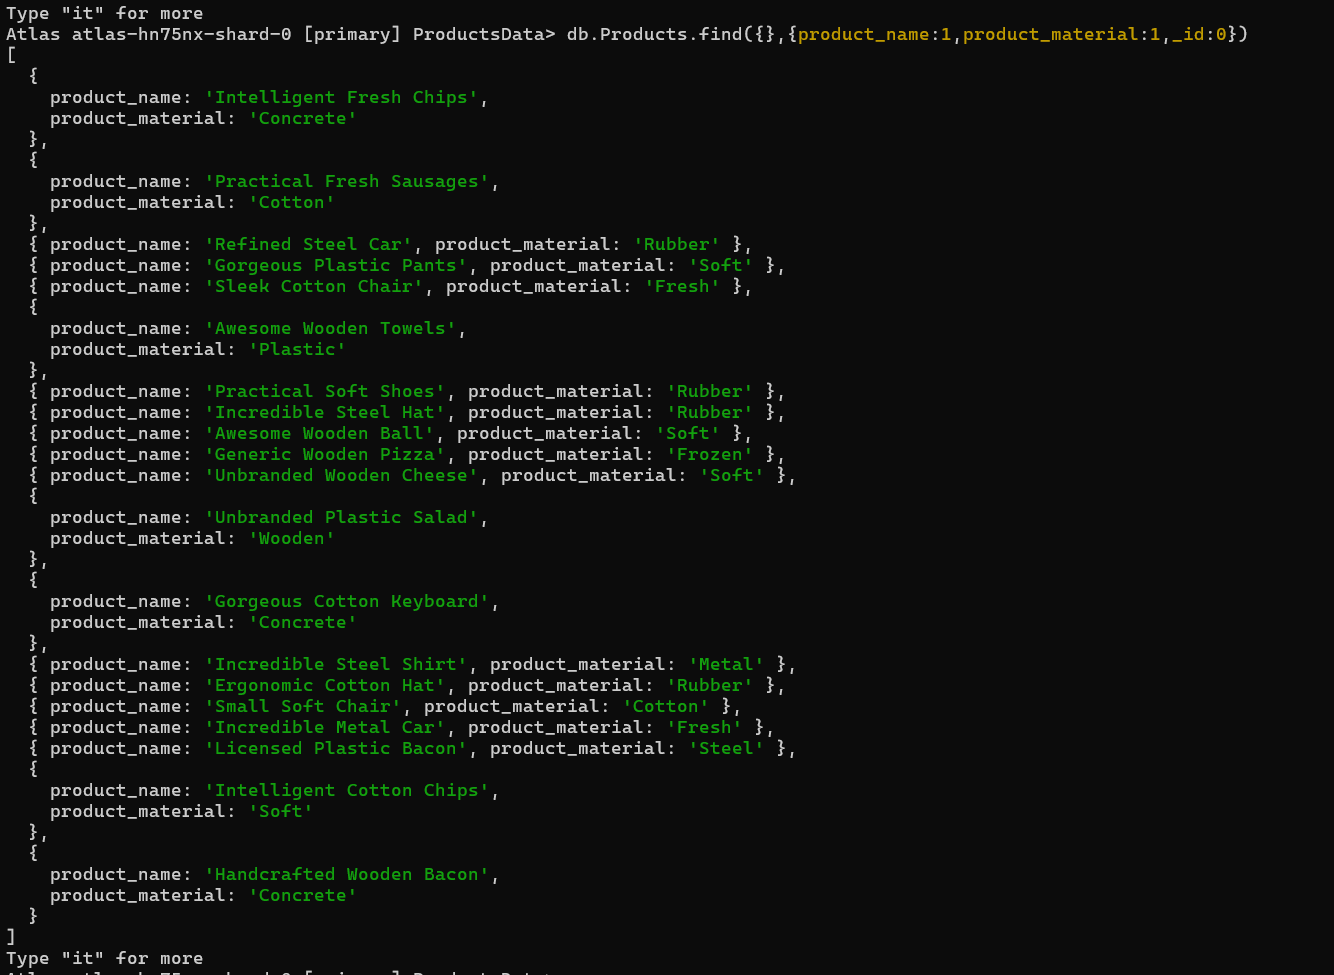 Type "it" for more
Atlas atlas-hn75nx-shard-0 [primary] ProductsData> db.Products.find({},{product_name:1,product_material:1,_id:0})
[
  {
    product_name: 'Intelligent Fresh Chips',
    product_material: 'Concrete'
  },
  {
    product_name: 'Practical Fresh Sausages',
    product_material: 'Cotton'
  },
  { product_name: 'Refined Steel Car', product_material: 'Rubber' },
  { product_name: 'Gorgeous Plastic Pants', product_material: 'Soft' },
  { product_name: 'Sleek Cotton Chair', product_material: 'Fresh' },
  {
    product_name: 'Awesome Wooden Towels',
    product_material: 'Plastic'
  },
  { product_name: 'Practical Soft Shoes', product_material: 'Rubber' },
  { product_name: 'Incredible Steel Hat', product_material: 'Rubber' },
  { product_name: 'Awesome Wooden Ball', product_material: 'Soft' },
  { product_name: 'Generic Wooden Pizza', product_material: 'Frozen' },
  { product_name: 'Unbranded Wooden Cheese', product_material: 'Soft' },
  {
    product_name: 'Unbranded Plastic Salad',
    product_material: 'Wooden'
  },
  {
    product_name: 'Gorgeous Cotton Keyboard',
    product_material: 'Concrete'
  },
  { product_name: 'Incredible Steel Shirt', product_material: 'Metal' },
  { product_name: 'Ergonomic Cotton Hat', product_material: 'Rubber' },
  { product_name: 'Small Soft Chair', product_material: 'Cotton' },
  { product_name: 'Incredible Metal Car', product_material: 'Fresh' },
  { product_name: 'Licensed Plastic Bacon', product_material: 'Steel' },
  {
    product_name: 'Intelligent Cotton Chips',
    product_material: 'Soft'
  },
  {
    product_name: 'Handcrafted Wooden Bacon',
    product_material: 'Concrete'
  }
]
Type "it" for more